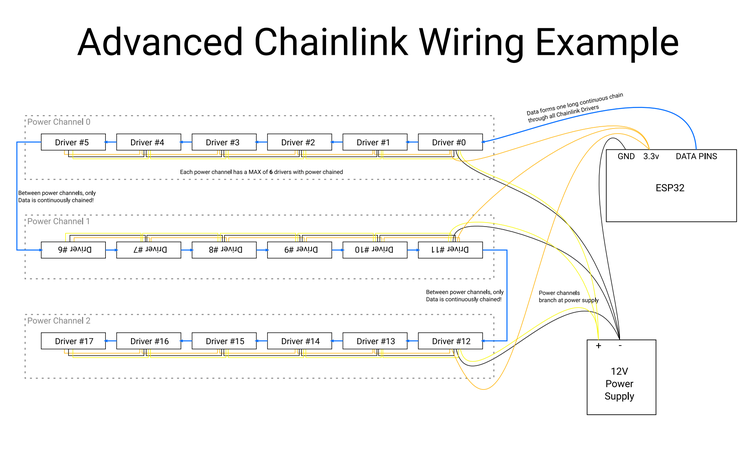 Advanced Chainlink Wiring Example
Data forms one long continuous chain
through all Chainlink Drivers
Power Channel 0
Driver #5
Driver #4
Driver #3
Driver #2
Driver #1
Driver #0
GND
3.3v
DATA PINS
ESP32
Each power channel has a MAX of 6 drivers with power chained
Between power channels, only
Data is continuously chained!
Power Channel 1
Driver #6
Driver #7
Driver #8
Driver #9
Driver #10
Driver #11
Between power channels, only
Data is continuously chained!
Power channels
branch at power supply
Power Channel 2
Driver #17
Driver #16
Driver #15
Driver #14
Driver #13
Driver #12
+
-
12V
Power
Supply